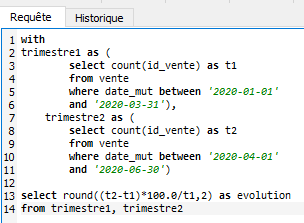 Requête Historique
1 with
2 trimestre1 as (
3 select count(id_vente) as t1
4 from vente
5 where date_mut between '2020-01-01'
6 and '2020-03-31'),
7 trimestre2 as (
8 select count(id_vente) as t2
9 from vente
10 where date_mut between '2020-04-01'
11 and '2020-06-30')
12
13 select round((t2-t1)*100.0/t1,2) as evolution
14 from trimestre1, trimestre2